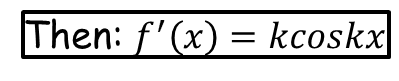 Then: f′(x) = kcoskx